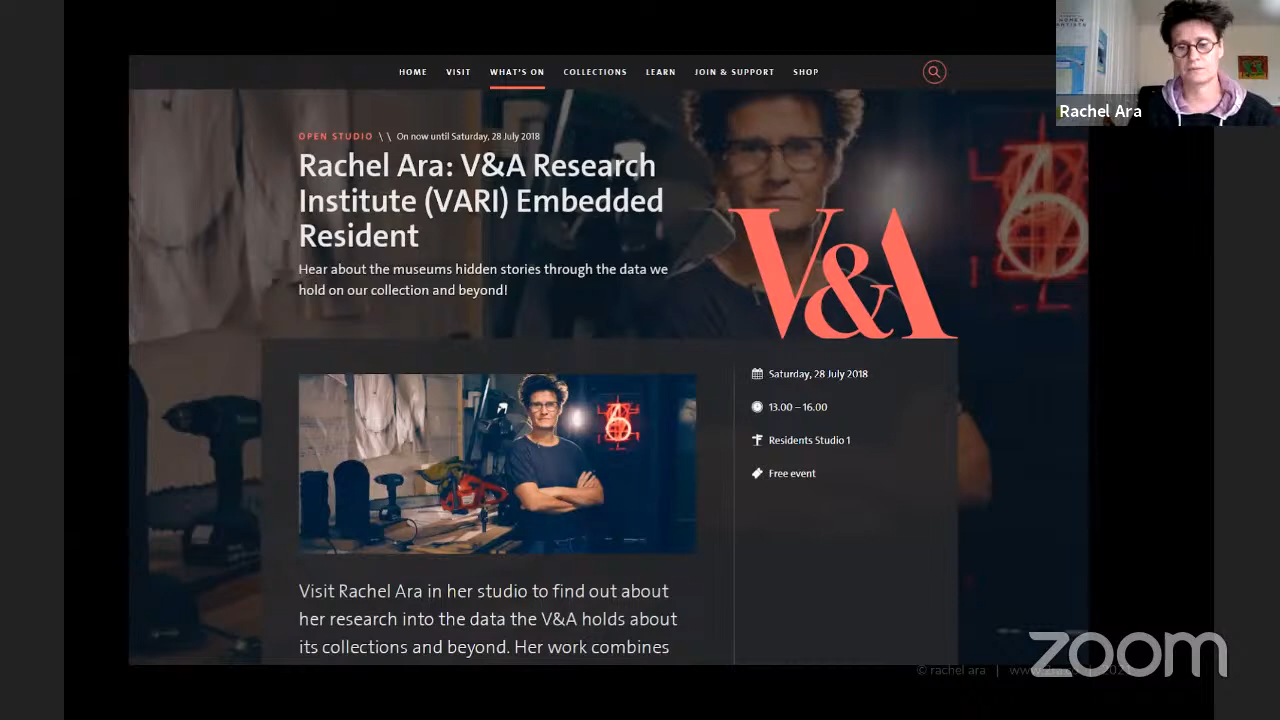 HOME VISIT WHAT'S ON COLLECTIONS LEARN JOIN & SUPPORT SHOP
Rachel Ara
OPEN STUDIO \\ On now until Saturday, 28 July 2018
Rachel Ara: V&A Research
Institute (VARI) Embedded
Resident
Hear about the museums hidden stories through the data we
hold on our collection and beyond!
V&A
6
Saturday, 28 July 2018
13.00 – 16.00
Residents Studio 1
Free event
6
Visit Rachel Ara in her studio to find out about
her research into the data the V&A holds about
its collections and beyond. Her work combines
© rachel ara |
zoom